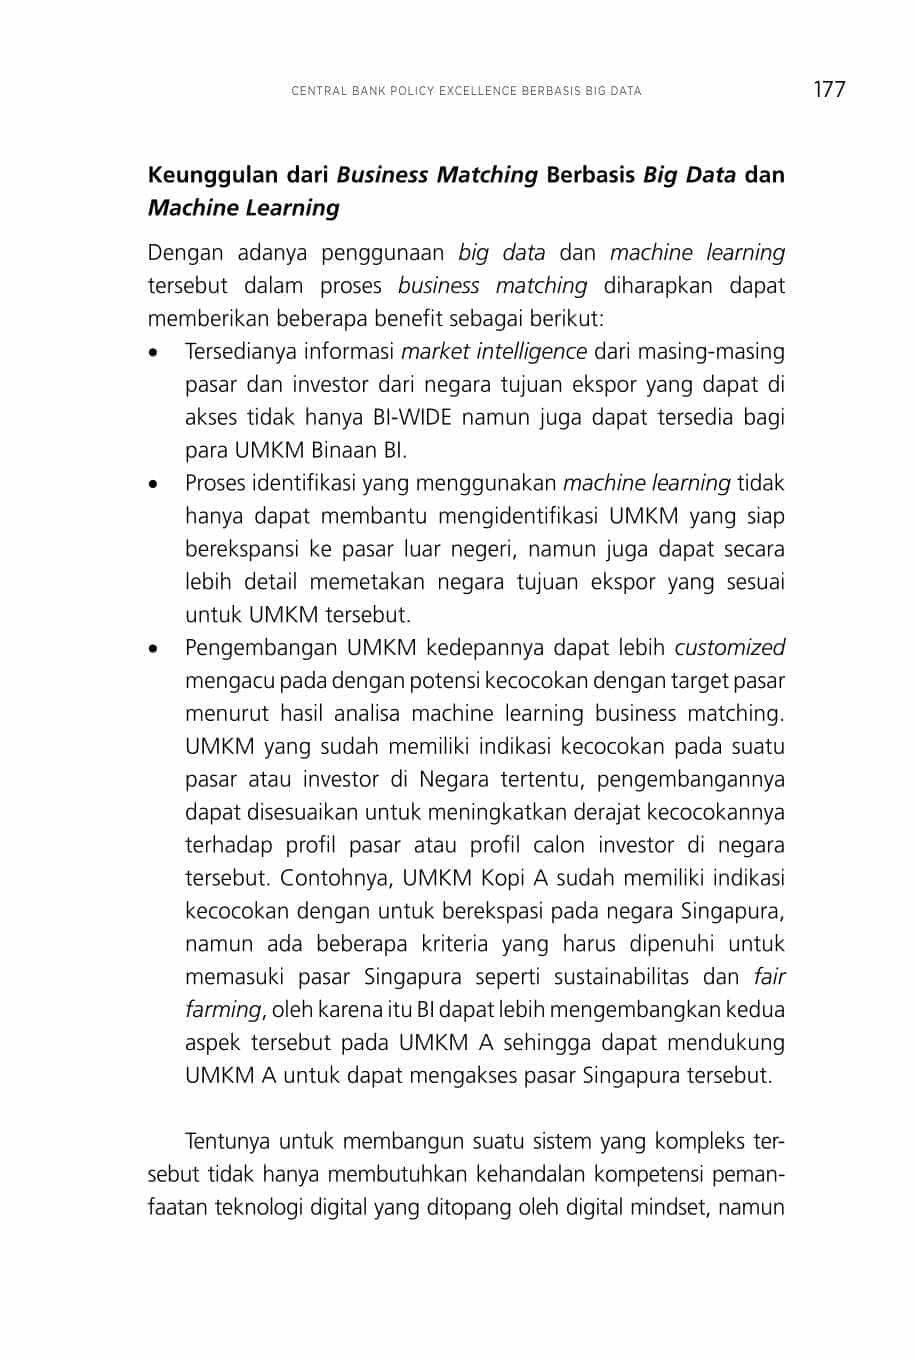 CENTRAL BANK POLICY EXCELLENCE BERBASIS BIG DATA 177
Keunggulan dari Business Matching Berbasis Big Data dan
Machine Learning
Dengan adanya penggunaan big data dan machine learning
tersebut dalam proses business matching diharapkan dapat
memberikan beberapa benefit sebagai berikut:
• Tersedianya informasi market intelligence dari masing-masing
pasar dan investor dari negara tujuan ekspor yang dapat di
akses tidak hanya BI-WIDE namun juga dapat tersedia bagi
para UMKM Binaan BI.
• Proses identifikasi yang menggunakan machine learning tidak
hanya dapat membantu mengidentifikasi UMKM yang siap
berekspansi ke pasar luar negeri, namun juga dapat secara
lebih detail memetakan negara tujuan ekspor yang sesuai
untuk UMKM tersebut.
• Pengembangan UMKM kedepannya dapat lebih customized
mengacu pada dengan potensi kecocokan dengan target pasar
menurut hasil analisa machine learning business matching.
UMKM yang sudah memiliki indikasi kecocokan pada suatu
pasar atau investor di Negara tertentu, pengembangannya
dapat disesuaikan untuk meningkatkan derajat kecocokannya
terhadap profil pasar atau profil calon investor di negara
tersebut. Contohnya, UMKM Kopi A sudah memiliki indikasi
kecocokan dengan untuk berekspasi pada negara Singapura,
namun ada beberapa kriteria yang harus dipenuhi untuk
memasuki pasar Singapura seperti sustainabilitas dan fair
farming, oleh karena itu BI dapat lebih mengembangkan kedua
aspek tersebut pada UMKM A sehingga dapat mendukung
UMKM A untuk dapat mengakses pasar Singapura tersebut.
Tentunya untuk membangun suatu sistem yang kompleks ter-
sebut tidak hanya membutuhkan kehandalan kompetensi peman-
faatan teknologi digital yang ditopang oleh digital mindset, namun